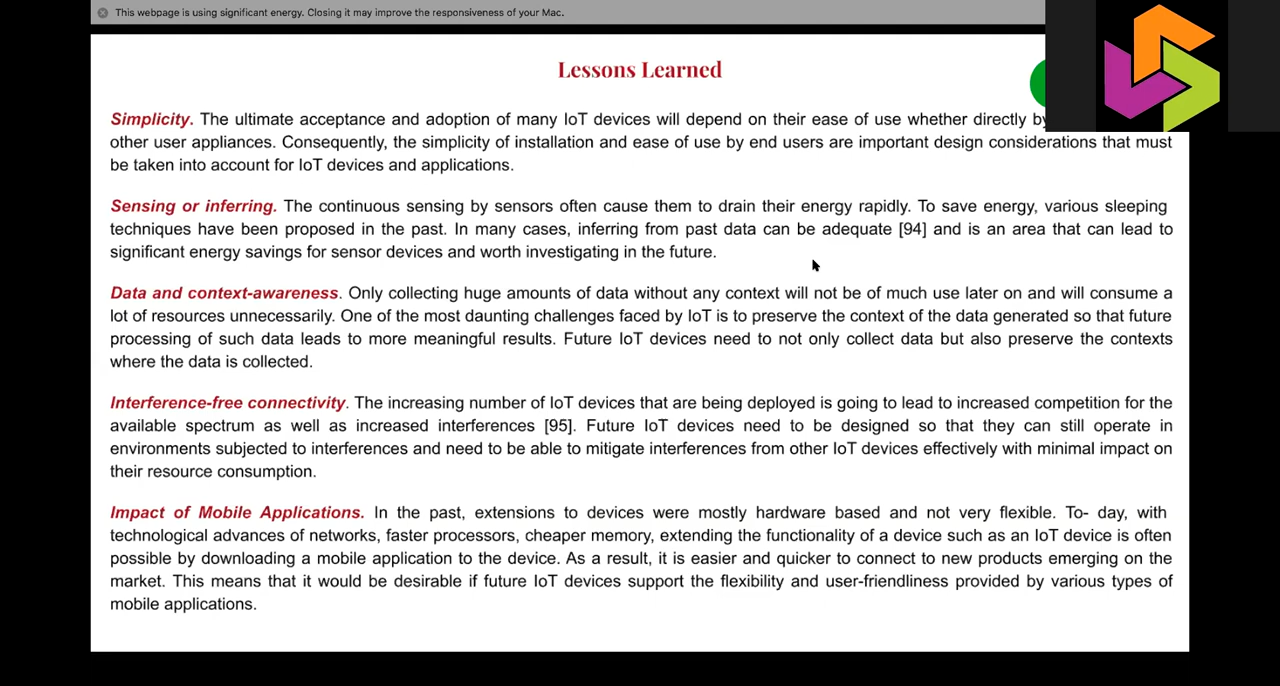 This webpage is using significant energy. Closing it may improve the responsiveness of your Mac.
Lessons Learned
Simplicity. The ultimate acceptance and adoption of many IoT devices will depend on their ease of use whether directly by
other user appliances. Consequently, the simplicity of installation and ease of use by end users are important design considerations that must
be taken into account for IoT devices and applications.
Sensing or inferring. The continuous sensing by sensors often cause them to drain their energy rapidly. To save energy, various sleeping
techniques have been proposed in the past. In many cases, inferring from past data can be adequate [94] and is an area that can lead to
significant energy savings for sensor devices and worth investigating in the future.
Data and context-awareness. Only collecting huge amounts of data without any context will not be of much use later on and will consume a
lot of resources unnecessarily. One of the most daunting challenges faced by IoT is to preserve the context of the data generated so that future
processing of such data leads to more meaningful results. Future IoT devices need to not only collect data but also preserve the contexts
where the data is collected.
Interference-free connectivity. The increasing number of IoT devices that are being deployed is going to lead to increased competition for the
available spectrum as well as increased interferences [95]. Future IoT devices need to be designed so that they can still operate in
environments subjected to interferences and need to be able to mitigate interferences from other IoT devices effectively with minimal impact on
their resource consumption.
Impact of Mobile Applications. In the past, extensions to devices were mostly hardware based and not very flexible. To- day, with
technological advances of networks, faster processors, cheaper memory, extending the functionality of a device such as an IoT device is often
possible by downloading a mobile application to the device. As a result, it is easier and quicker to connect to new products emerging on the
market. This means that it would be desirable if future IoT devices support the flexibility and user-friendliness provided by various types of
mobile applications.